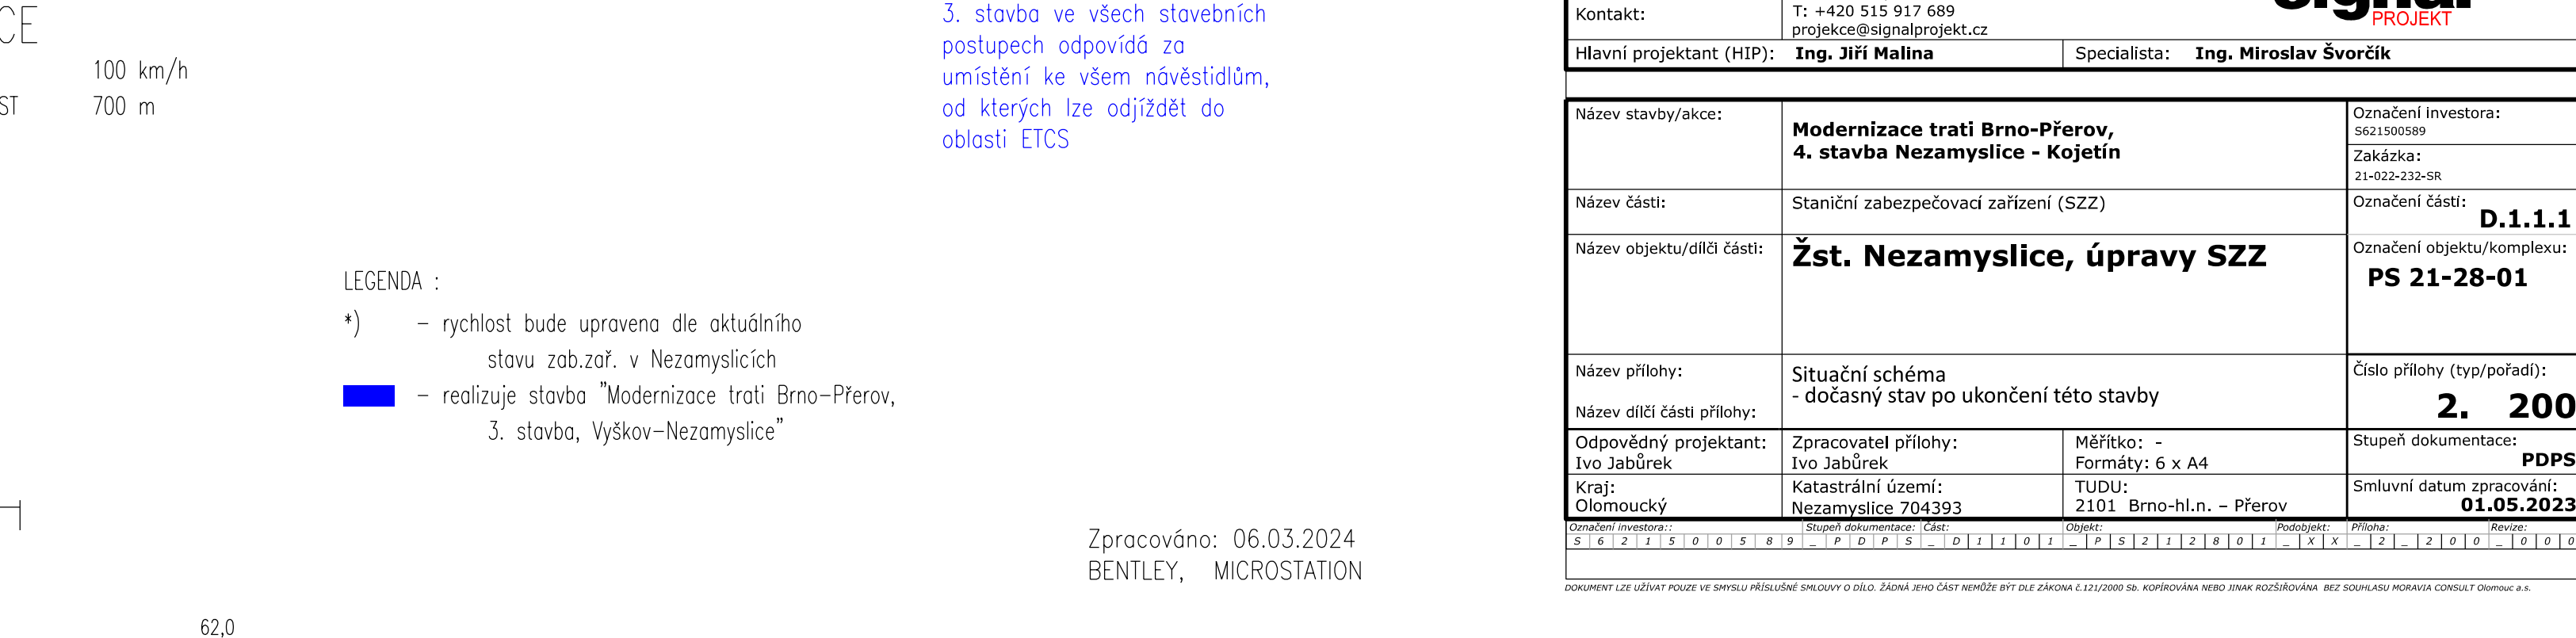 CE
100 km/h
ST 700 m
3. stavba ve všech stavebních
postupech odpovídá za
umístění ke všem návěstidlům,
od kterých lze odjíždět do
oblasti ETCS
LEGENDA :
*) – rychlost bude upravena dle aktuálního
stavu zab.zař. v Nezamyslicích
– realizuje stavba "Modernizace trati Brno–Přerov,
3. stavba, Vyškov–Nezamyslice"
Zpracováno: 06.03.2024
BENTLEY, MICROSTATION
62,0
PROJEKT
Kontakt: T: +420 515 917 689
projekce@signalprojekt.cz
Hlavní projektant (HIP): Ing. Jiří Malina Specialista: Ing. Miroslav Švorčík
Název stavby/akce: Modernizace trati Brno-Přerov,
4. stavba Nezamyslice - Kojetín
Označení investora:
S621500589
Zakázka:
21-022-232-SR
Název části: Staniční zabezpečovací zařízení (SZZ) Označení části:
D.1.1.1
Název objektu/dílči části: Žst. Nezamyslice, úpravy SZZ Označení objektu/komplexu:
PS 21-28-01
Název přílohy: Situační schéma Číslo přílohy (typ/pořadí):
- dočasný stav po ukončení této stavby
Název dílčí části přílohy: 2. 200
Odpovědný projektant: Zpracovatel přílohy: Měřítko: - Stupeň dokumentace:
Ivo Jabůrek Ivo Jabůrek Formáty: 6 x A4 PDPS
Kraj: Katastrální území: TUDU: Smluvní datum zpracování:
Olomoucký Nezamyslice 704393 2101 Brno-hl.n. – Přerov 01.05.2023
Označení investora:: Stupeň dokumentace: Část: Objekt: Podobjekt: Příloha: Revize:
S 6 2 1 5 0 0 5 8 9 _ P D P S _ D 1 1 0 1 _ P S 2 1 2 8 0 1 _ X X _ 2 _ 2 0 0 _ 0 0 0
DOKUMENT LZE UŽÍVAT POUZE VE SMYSLU PŘÍSLUŠNÉ SMLOUVY O DÍLO. ŽÁDNÁ JEHO ČÁST NEMŮŽE BÝT DLE ZÁKONA č.121/2000 Sb. KOPÍROVÁNA NEBO JINAK ROZŠIŘOVÁNA BEZ SOUHLASU MORAVIA CONSULT Olomouc a.s.